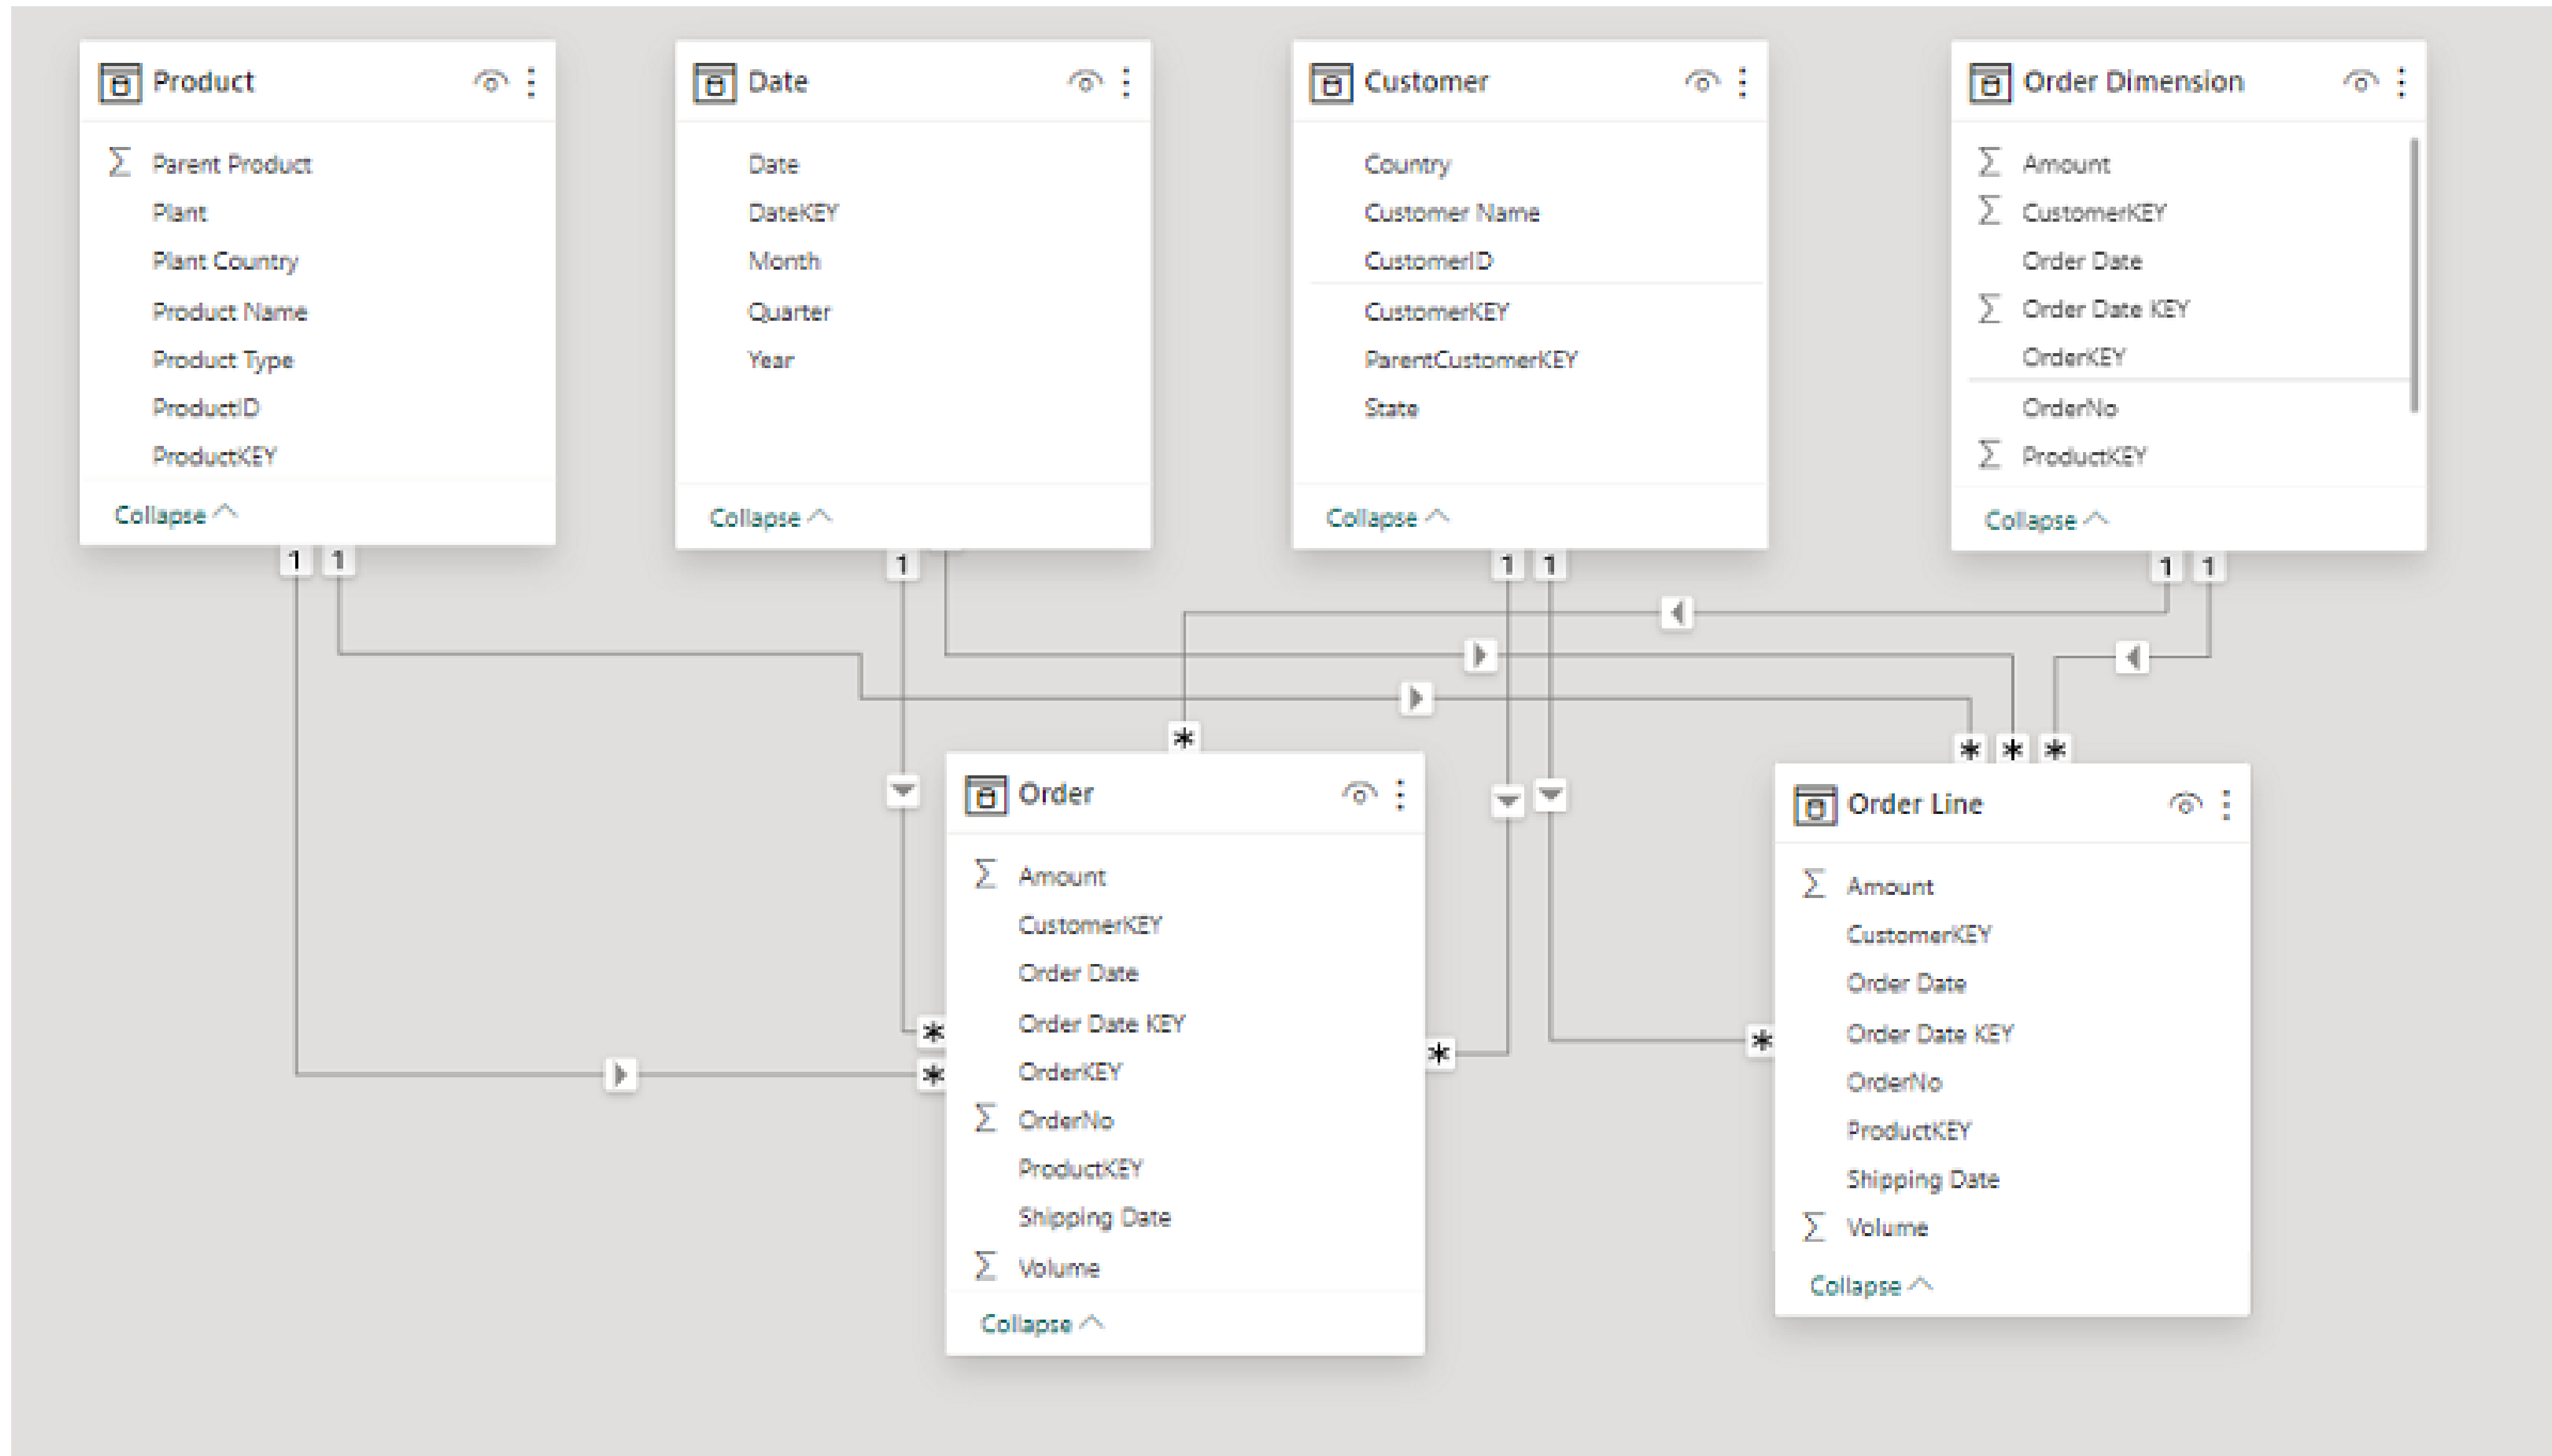 Product
Parent Product
Plant
Plant Country
Product Name
Product Type
ProductID
ProductKEY
Collapse
Date
Date
DateKEY
Month
Quarter
Year
Collapse
Customer
Country
Customer Name
CustomerID
CustomerKEY
ParentCustomerKEY
State
Collapse
Order Dimension
Σ Amount
Σ CustomerKEY
Order Date
Σ Order Date KEY
OrderKEY
OrderNo
Σ ProductKEY
Collapse
1 1
1
1 1
1 1
*
* * *
Order
Σ Amount
CustomerKEY
Order Date
Order Date KEY
OrderKEY
Σ OrderNo
ProductKEY
Shipping Date
Σ Volume
Collapse
*
*
*
*
Order Line
Σ Amount
CustomerKEY
Order Date
Order Date KEY
OrderNo
ProductKEY
Shipping Date
Σ Volume
Collapse